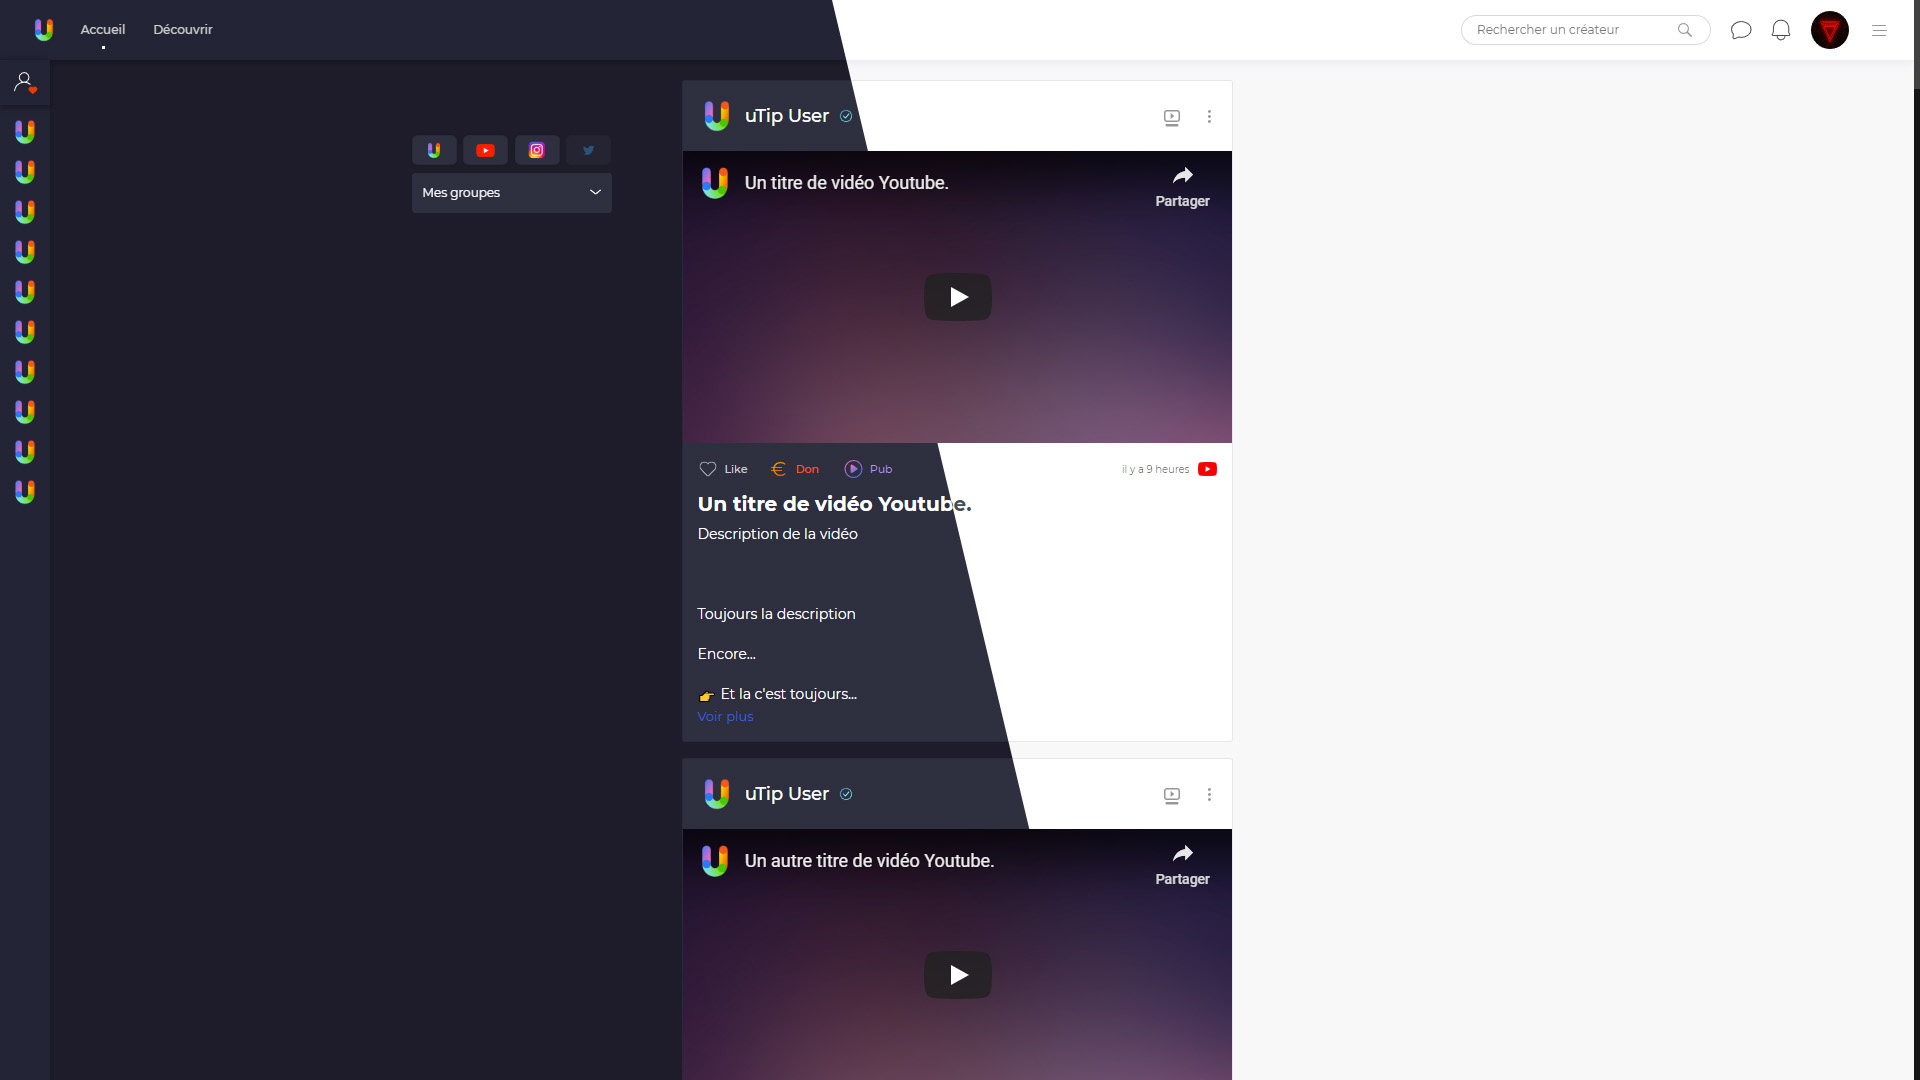 Accueil
Découvrir
Rechercher un créateur
Mes groupes
uTip User
Un titre de vidéo Youtube.
Partager
Like
Don
Pub
il y a 9 heures
Un titre de vidéo Youtube.
Description de la vidéo
Toujours la description
Encore...
👉 Et la c'est toujours...
Voir plus
uTip User
Un autre titre de vidéo Youtube.
Partager